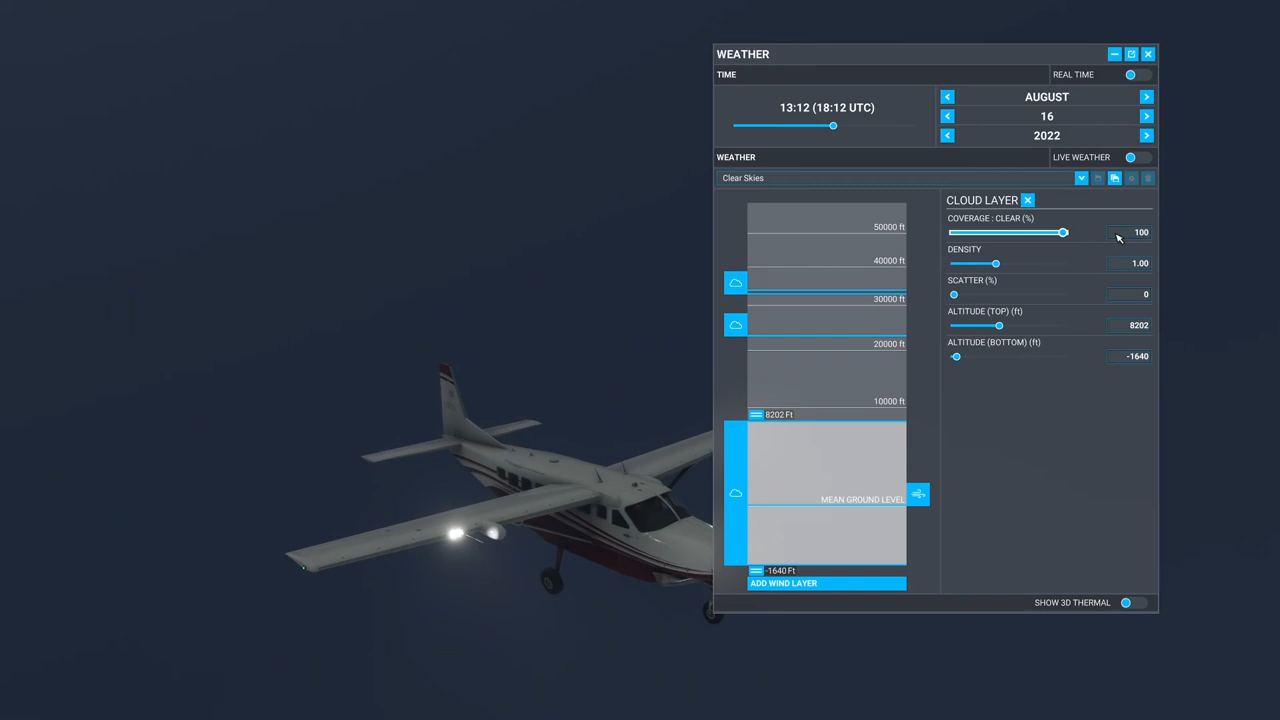 WEATHER
TIME
REAL TIME
13:12 (18:12 UTC)
AUGUST
16
2022
WEATHER
LIVE WEATHER
Clear Skies
50000 ft
40000 ft
30000 ft
20000 ft
10000 ft
8202 Ft
MEAN GROUND LEVEL
-1640 Ft
ADD WIND LAYER
CLOUD LAYER
COVERAGE : CLEAR (%)
100
DENSITY
1.00
SCATTER (%)
0
ALTITUDE (TOP) (ft)
8202
ALTITUDE (BOTTOM) (ft)
-1640
SHOW 3D THERMAL